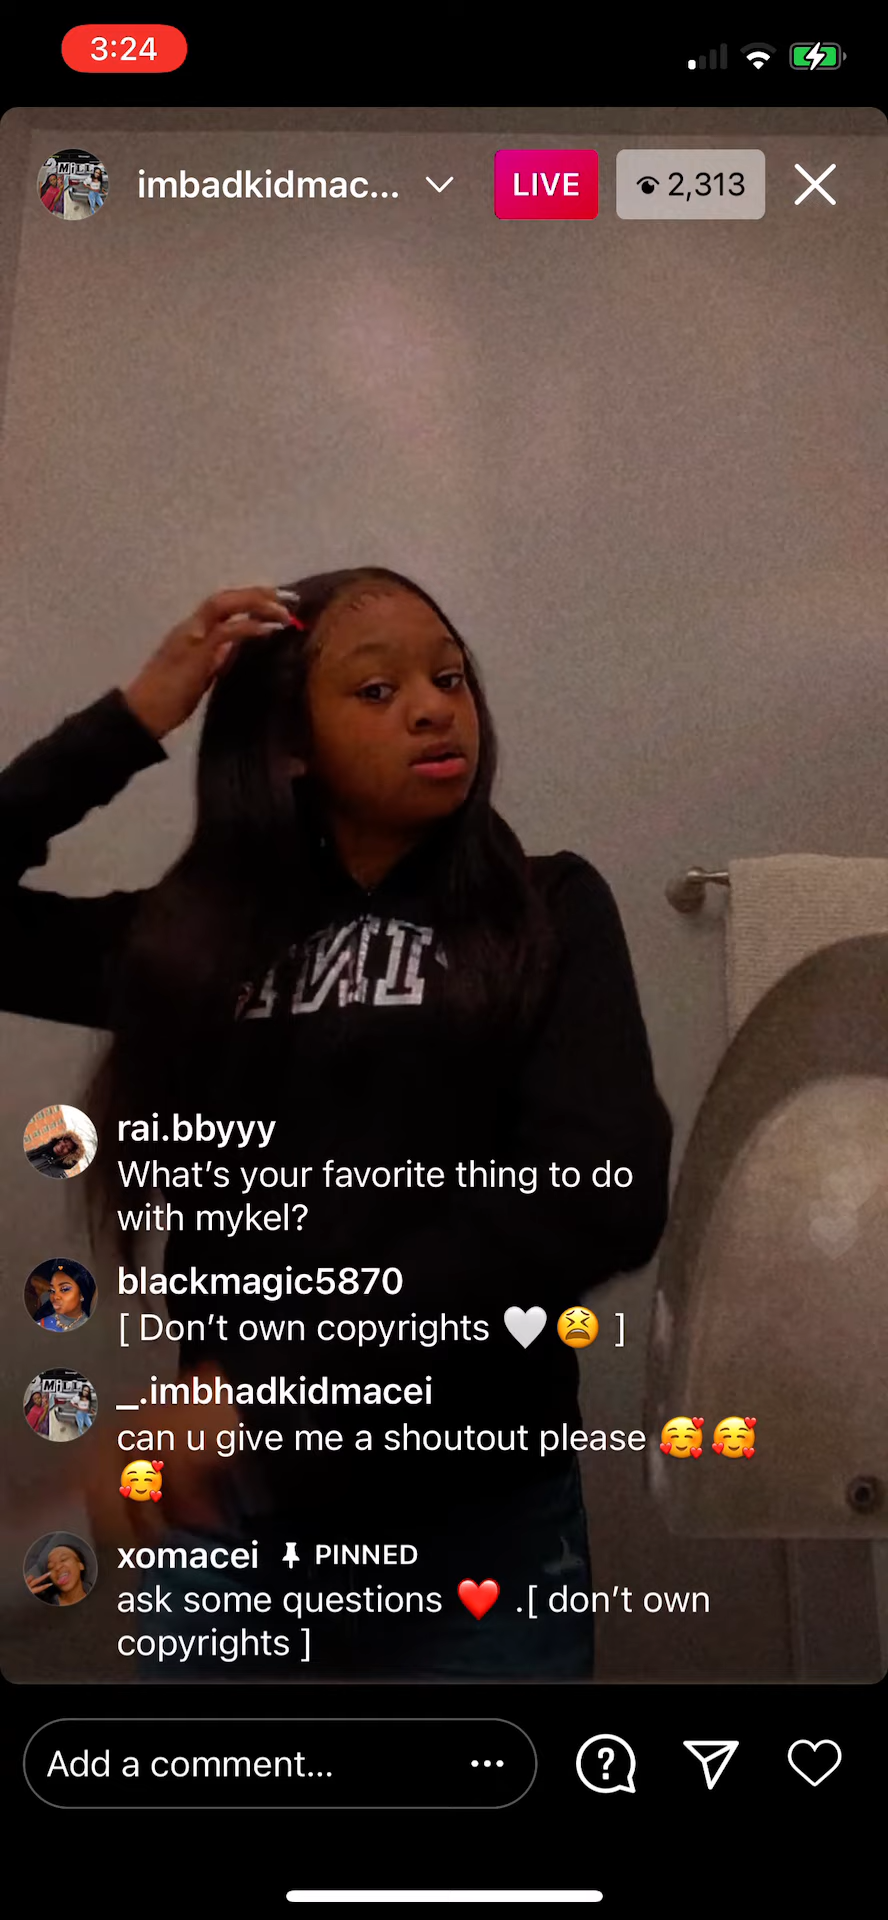 3:24
imbadkidmac...
LIVE
2,313
MiLL
rai.bbyyy
What’s your favorite thing to do
with mykel?
blackmagic5870
[ Don’t own copyrights 🤍 😫 ]
_.imbhadkidmacei
can u give me a shoutout please 🥰 🥰
🥰
xomacei PINNED
ask some questions ❤️ .[ don’t own
copyrights ]
Add a comment...